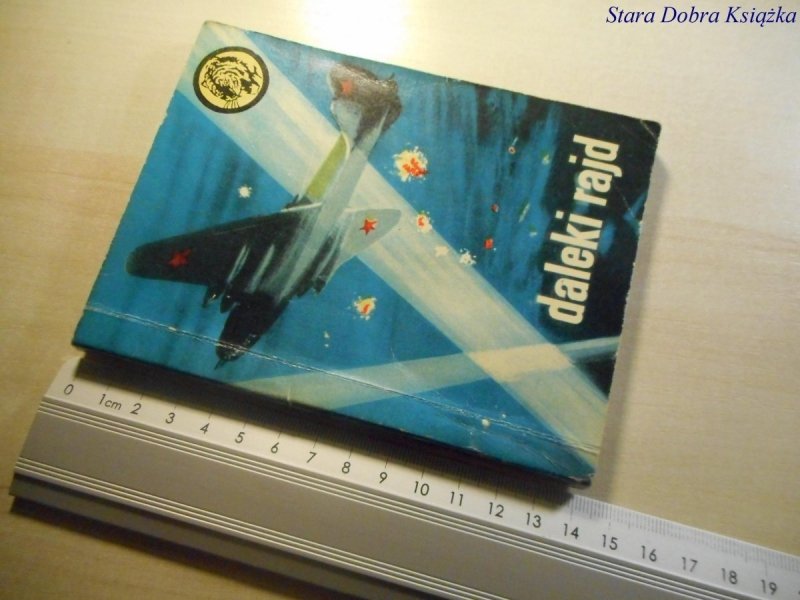 Stara Dobra Książka
daleki rajd
0 1cm 2 3 4 5 6 7 8 9 10 11 12 13 14 15 16 17 18 19